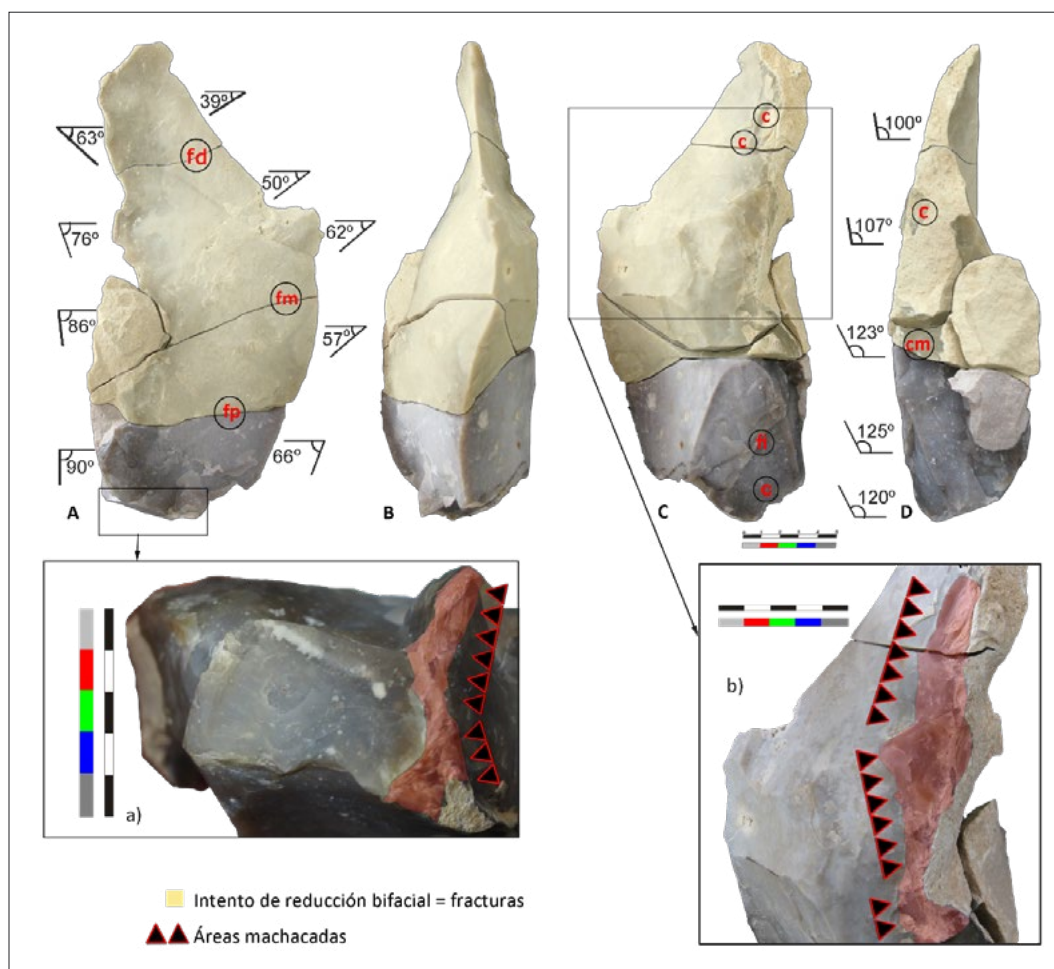 39º
63º
fd
50º
76º
62º
fm
86º
57º
fp
66º
90º
A
B
c
c
fl
c
C
100º
c
107º
123º
cm
125º
120º
D
a)
b)
Intento de reducción bifacial = fracturas
Áreas machacadas